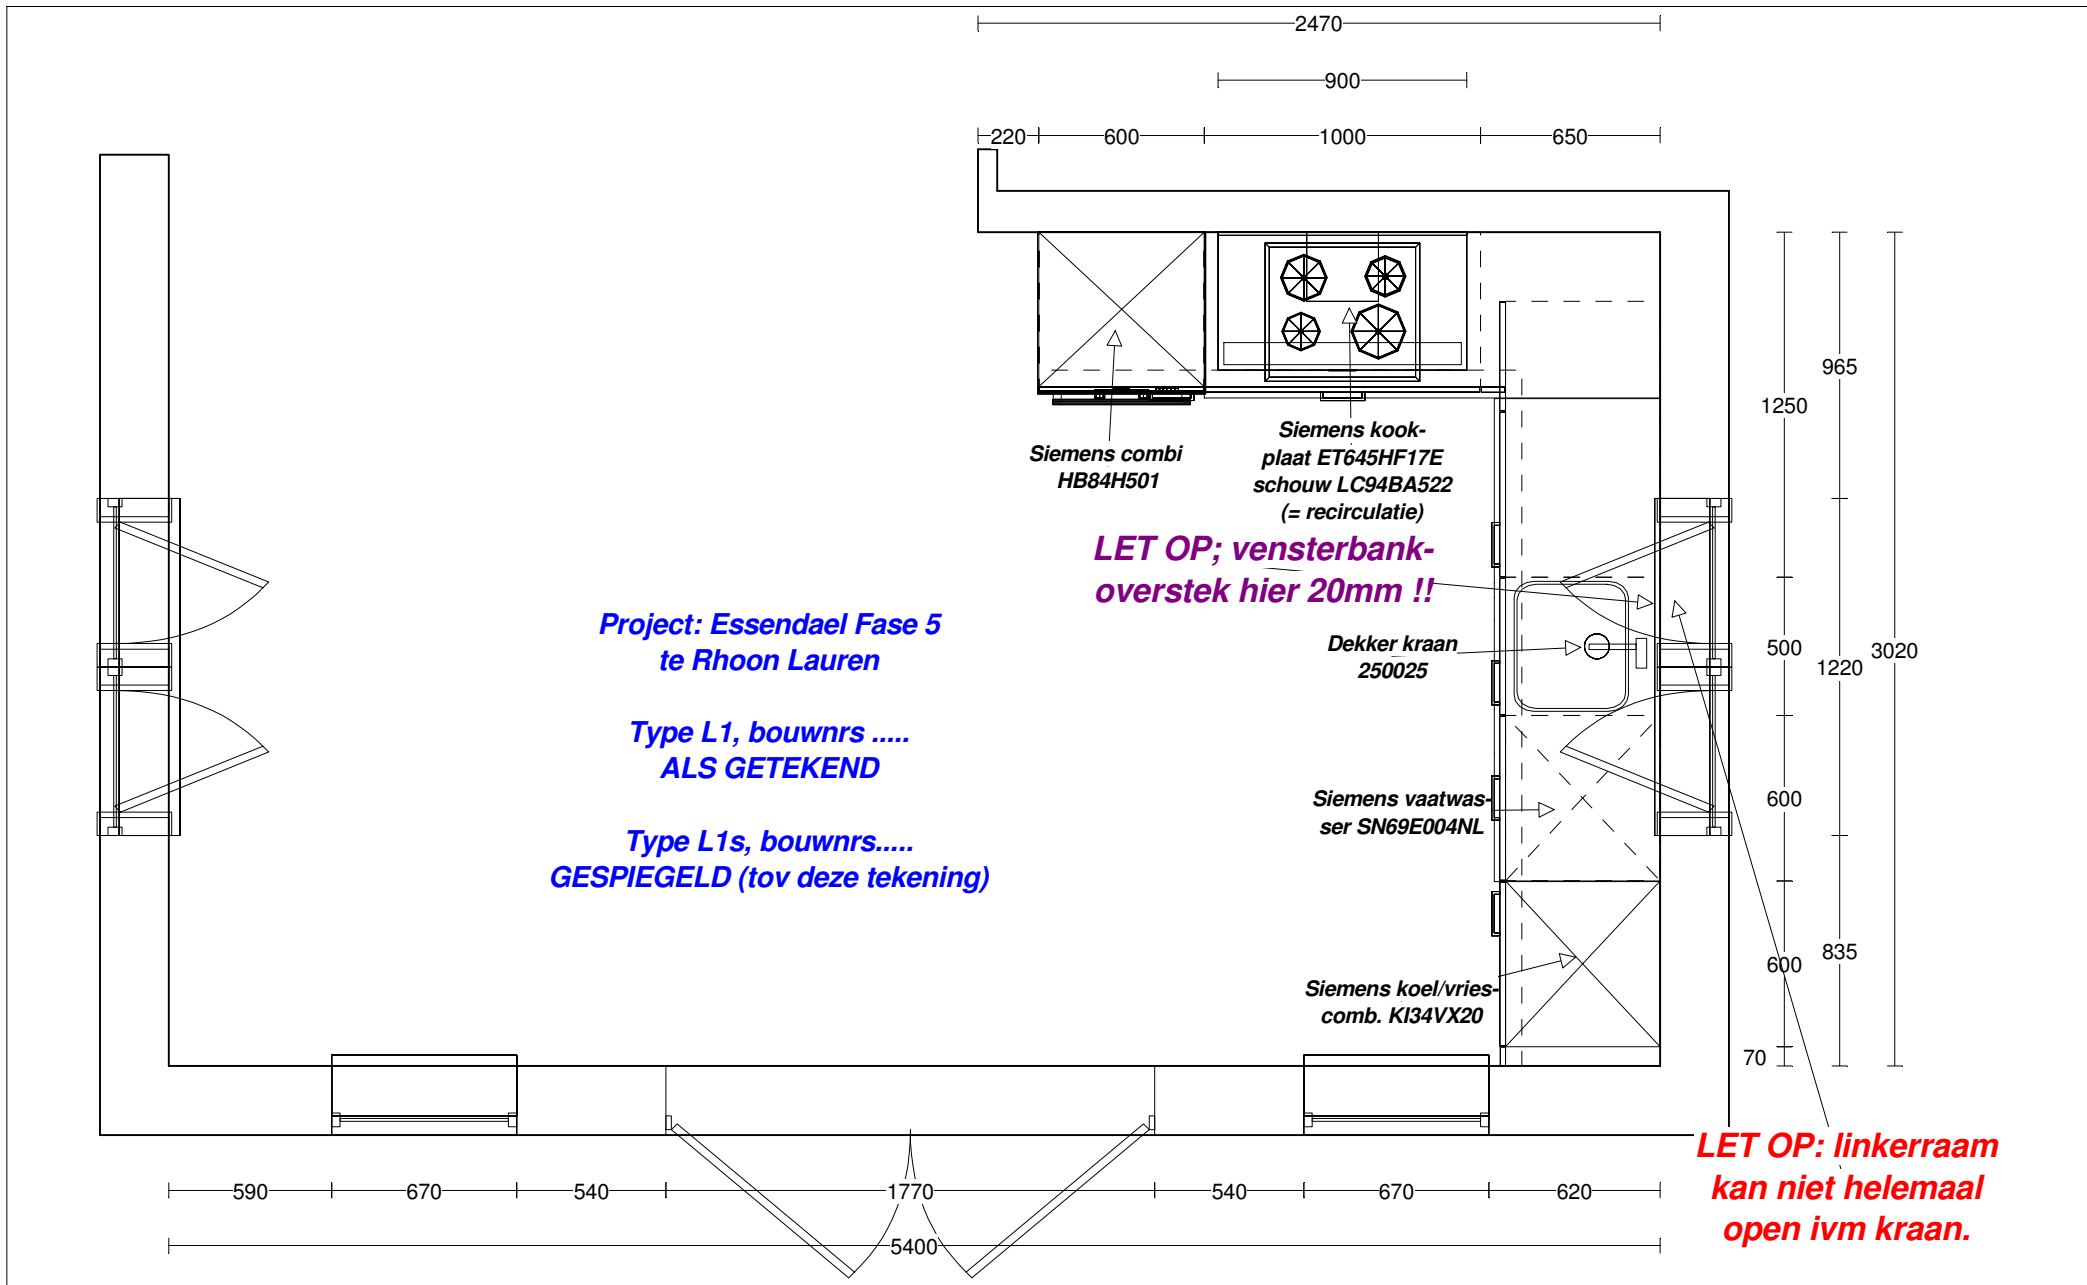 2470
900
220
600
1000
650
Siemens combi
HB84H501
Siemens kook-
plaat ET645HF17E
schouw LC94BA522
(= recirculatie)
LET OP; vensterbank-
overstek hier 20mm !!
Dekker kraan
250025
Siemens vaatwas-
ser SN69E004NL
Siemens koel/vries-
comb. KI34VX20
Project: Essendael Fase 5
te Rhoon Lauren
Type L1, bouwnrs .....
ALS GETEKEND
Type L1s, bouwnrs.....
GESPIEGELD (tov deze tekening)
965
1250
500
1220
3020
600
835
600
70
LET OP: linkerraam
kan niet helemaal
open ivm kraan.
590
670
540
1770
540
670
620
5400